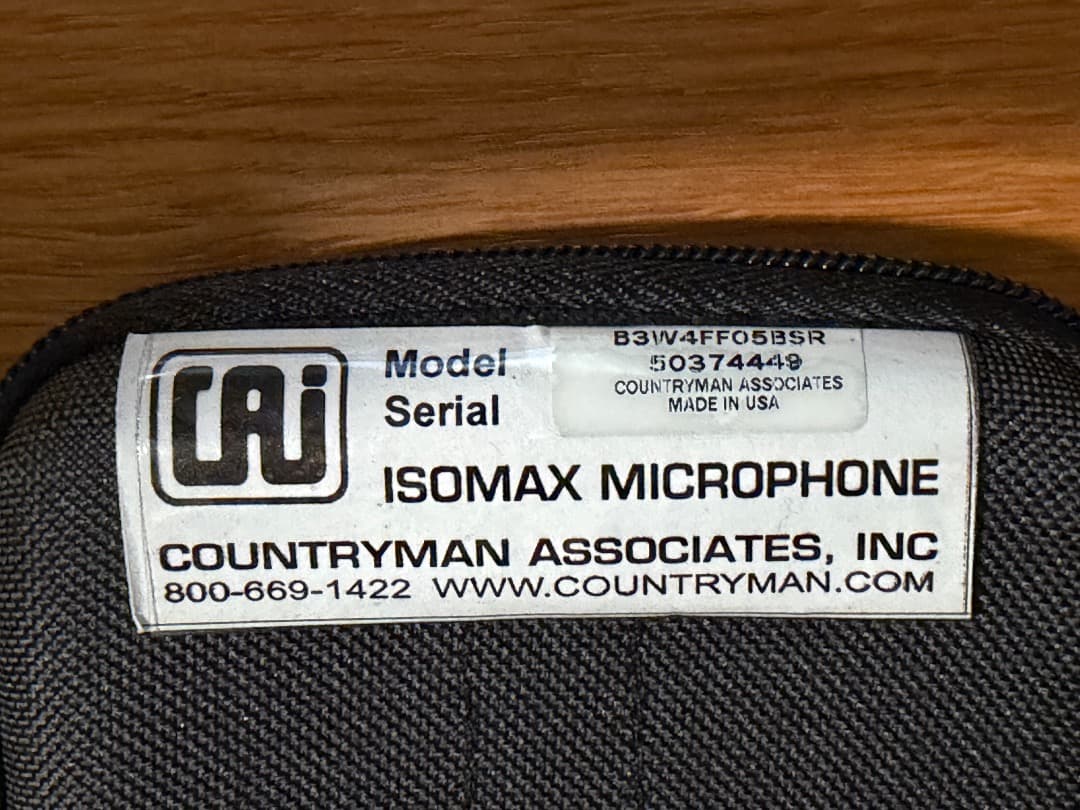 CAi
Model B3W4FF05BSR
Serial 50374449
COUNTRYMAN ASSOCIATES
MADE IN USA
ISOMAX MICROPHONE
COUNTRYMAN ASSOCIATES, INC
800-669-1422 WWW.COUNTRYMAN.COM